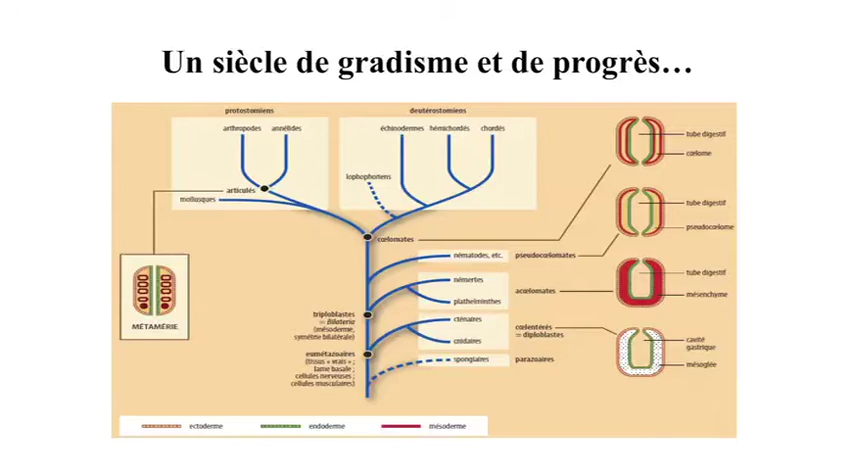 Un siècle de gradisme et de progrès…
protostomiens
deutérostomiens
arthropodes
annélides
échinodermes
hémichordés
chordés
lophophoriens
articulés
mollusques
cœlomates
tube digestif
cœlome
tube digestif
pseudocœlome
nématodes, etc.
pseudocœlomates
tube digestif
mésenchyme
némertes
plathelminthes
acœlomates
MÉTAMÉRIE
triploblastes
= Bilateria
(mésoderme,
symétrie bilatérale)
cténaires
cnidaires
cœlentérés
= diploblastes
cavité
gastrique
mésoglée
eumétazoaires
(tissus « vrais » ;
lame basale ;
cellules nerveuses ;
cellules musculaires)
spongiaires
parazoaires
ectoderme
endoderme
mésoderme